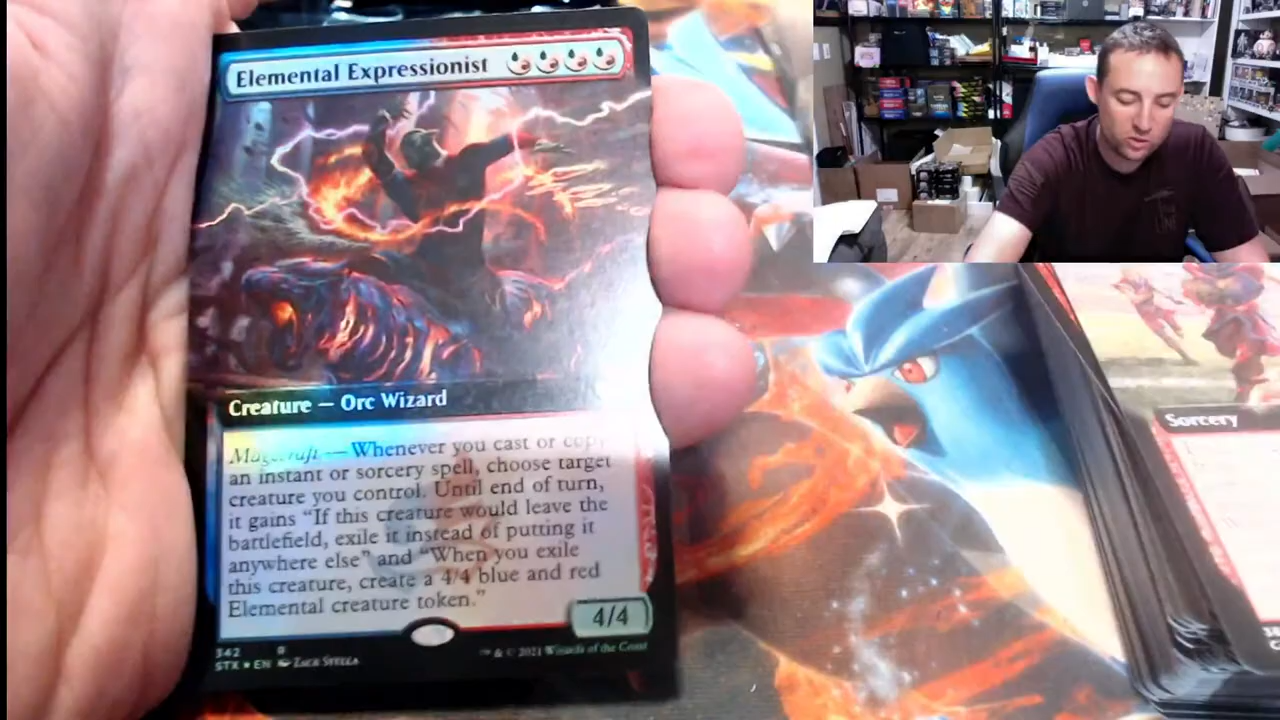 Elemental Expressionist
Creature — Orc Wizard
Magecraft — Whenever you cast or copy
an instant or sorcery spell, choose target
creature you control. Until end of turn,
it gains “If this creature would leave the
battlefield, exile it instead of putting it
anywhere else” and “When you exile
this creature, create a 4/4 blue and red
Elemental creature token.”
4/4
342 R
STX EN Zack Stella
™ & © 2021 Wizards of the Coast
Sorcery